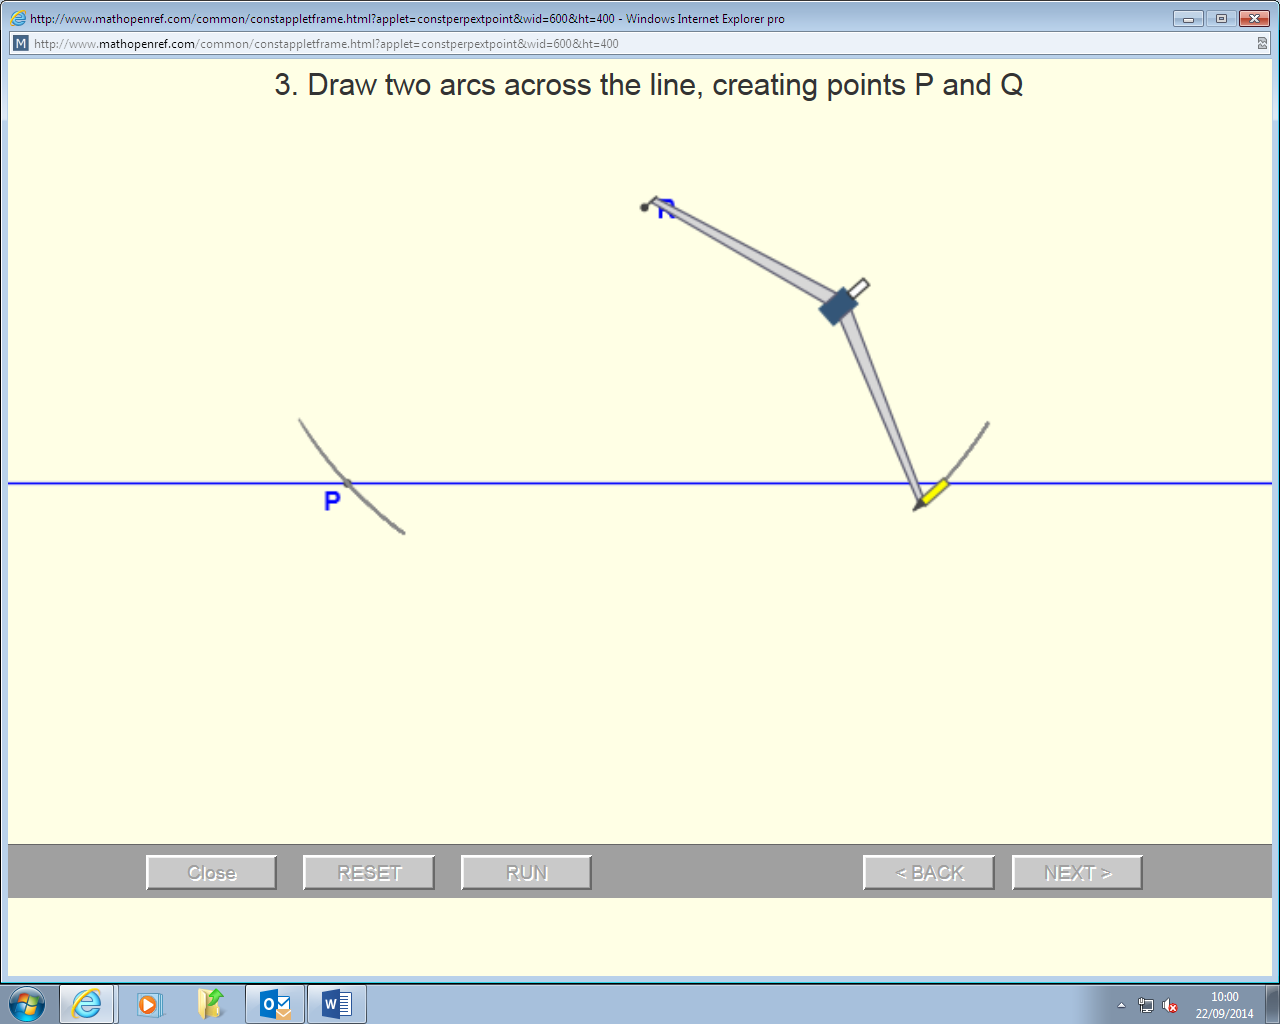 http://www.mathopenref.com/common/constappletframe.html?applet=constperpextpoint&wid=600&ht=400 - Windows Internet Explorer pro
M http://www.mathopenref.com/common/constappletframe.html?applet=constperpextpoint&wid=600&ht=400
3. Draw two arcs across the line, creating points P and Q
R
P
Close RESET RUN < BACK NEXT >
10:00
22/09/2014